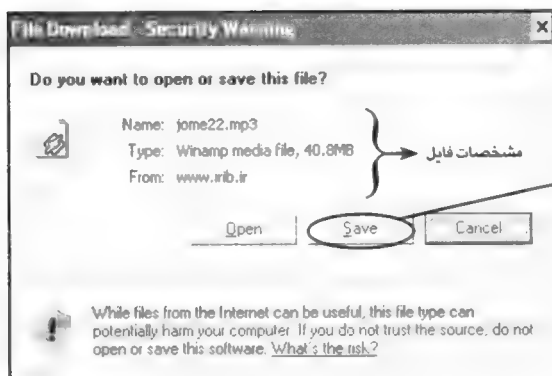 File Download - Security Warning
Do you want to open or save this file?
Name: jome22.mp3
Type: Winamp media file, 40.8MB
From: www.irib.ir
مشخصات فایل
Open Save Cancel
While files from the Internet can be useful, this file type can
potentially harm your computer. If you do not trust the source, do not
open or save this software. What's the risk?